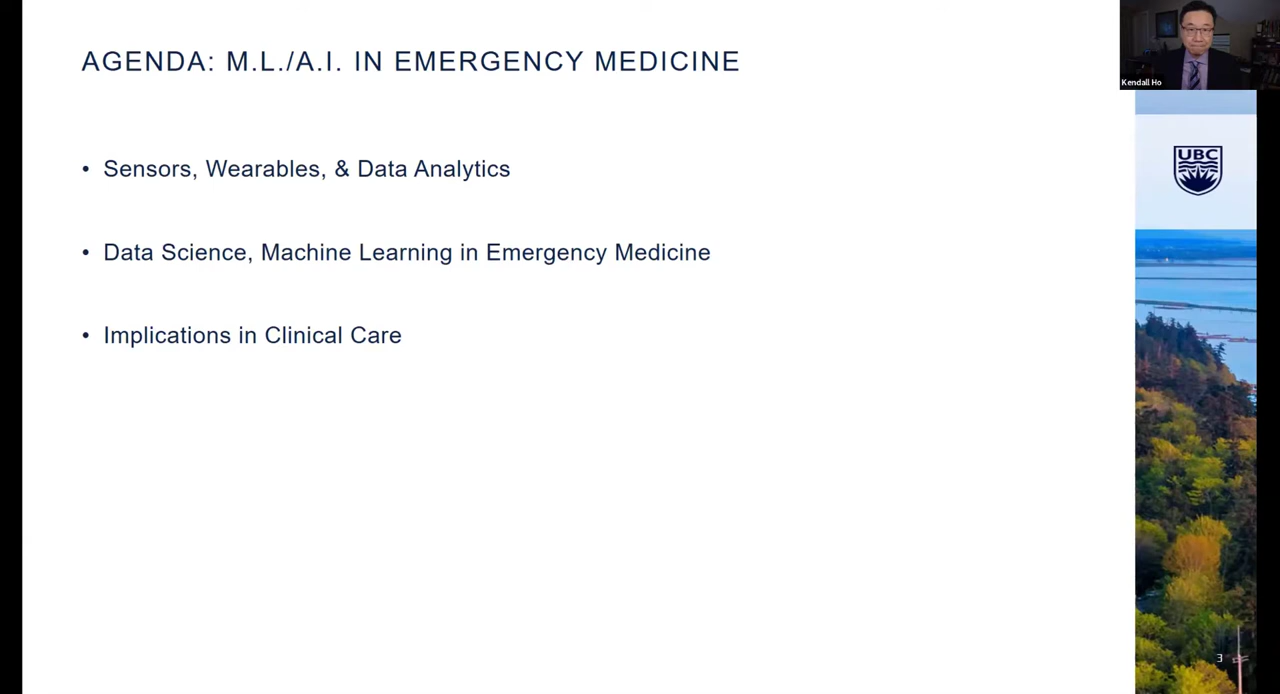 AGENDA: M.L./A.I. IN EMERGENCY MEDICINE
Kendall Ho
• Sensors, Wearables, & Data Analytics
UBC
• Data Science, Machine Learning in Emergency Medicine
• Implications in Clinical Care
3